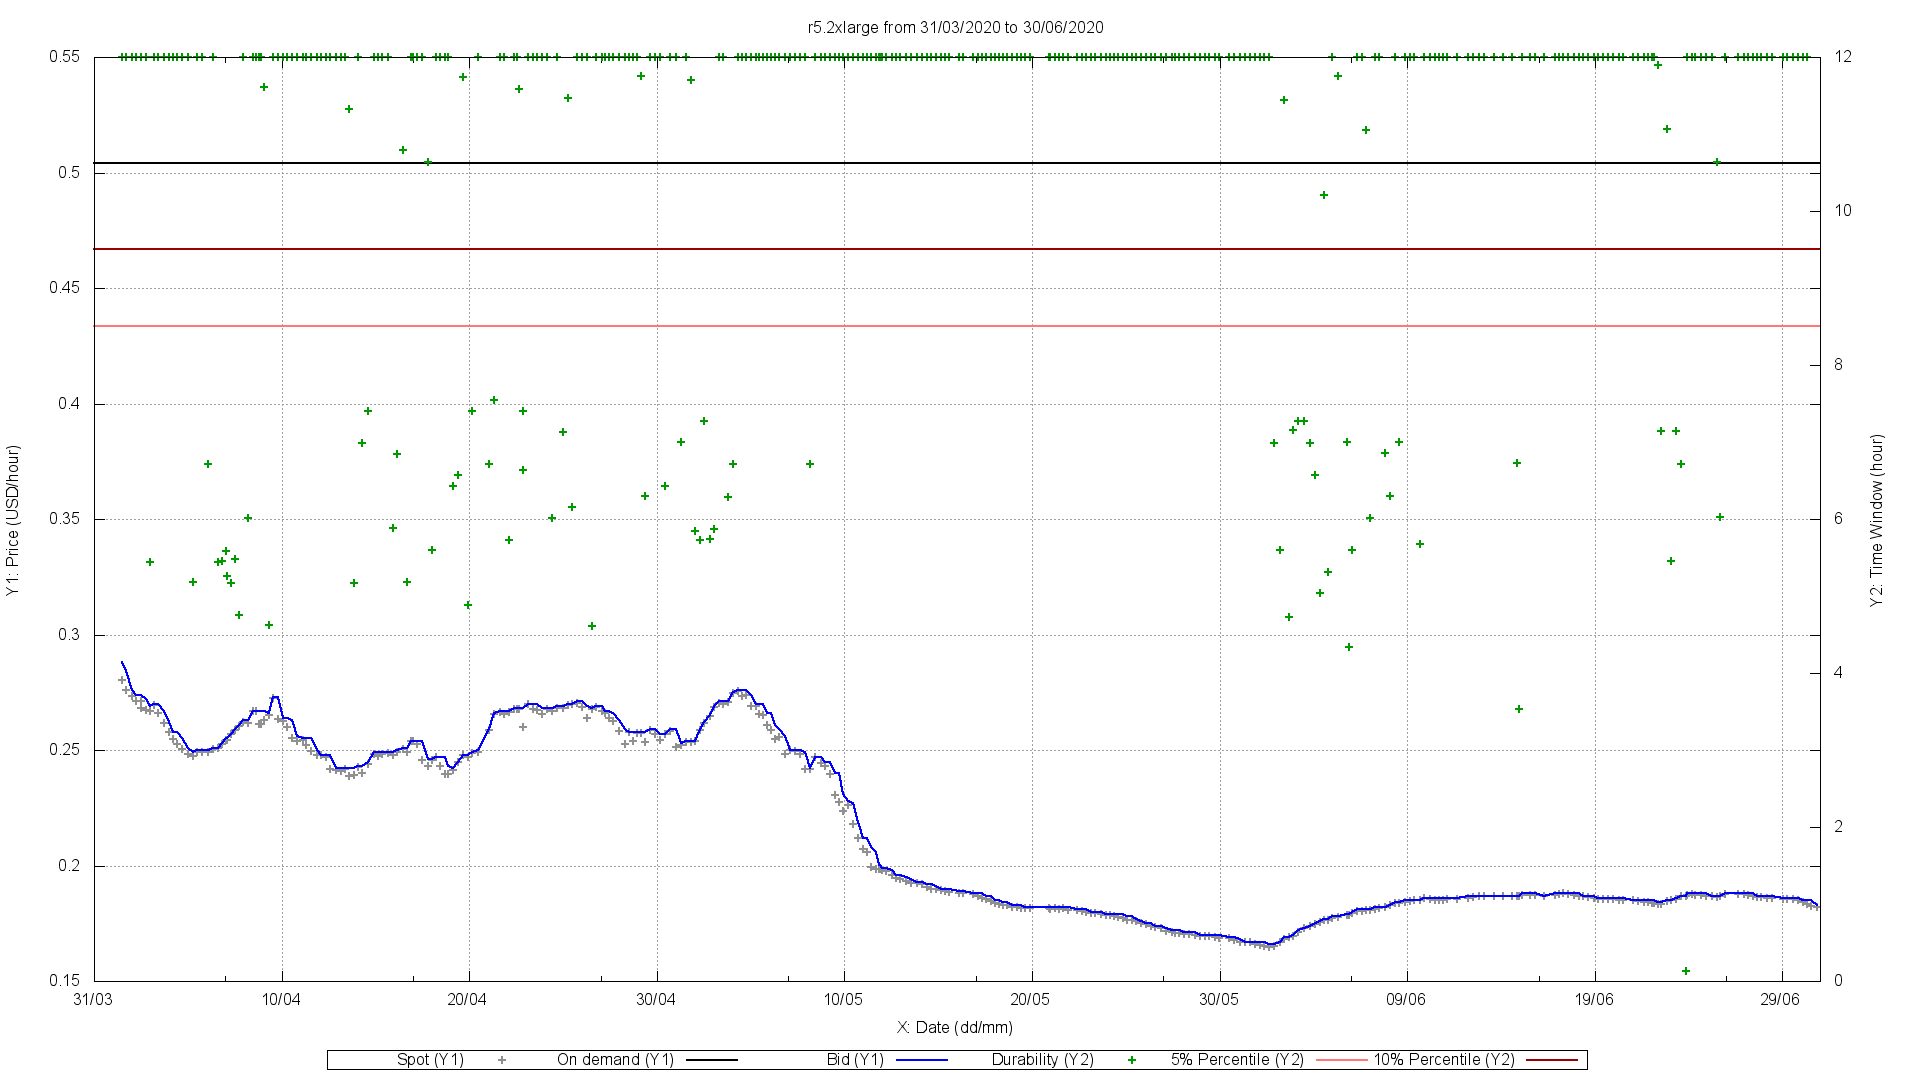 r5.2xlarge from 31/03/2020 to 30/06/2020
0.55
0.5
0.45
0.4
0.35
0.3
0.25
0.2
0.15
Y1: Price (USD/hour)
12
10
8
6
4
2
0
Y2: Time Window (hour)
31/03 10/04 20/04 30/04 10/05 20/05 30/05 09/06 19/06 29/06
X: Date (dd/mm)
Spot (Y1) On demand (Y1) Bid (Y1) Durability (Y2) 5% Percentile (Y2) 10% Percentile (Y2)